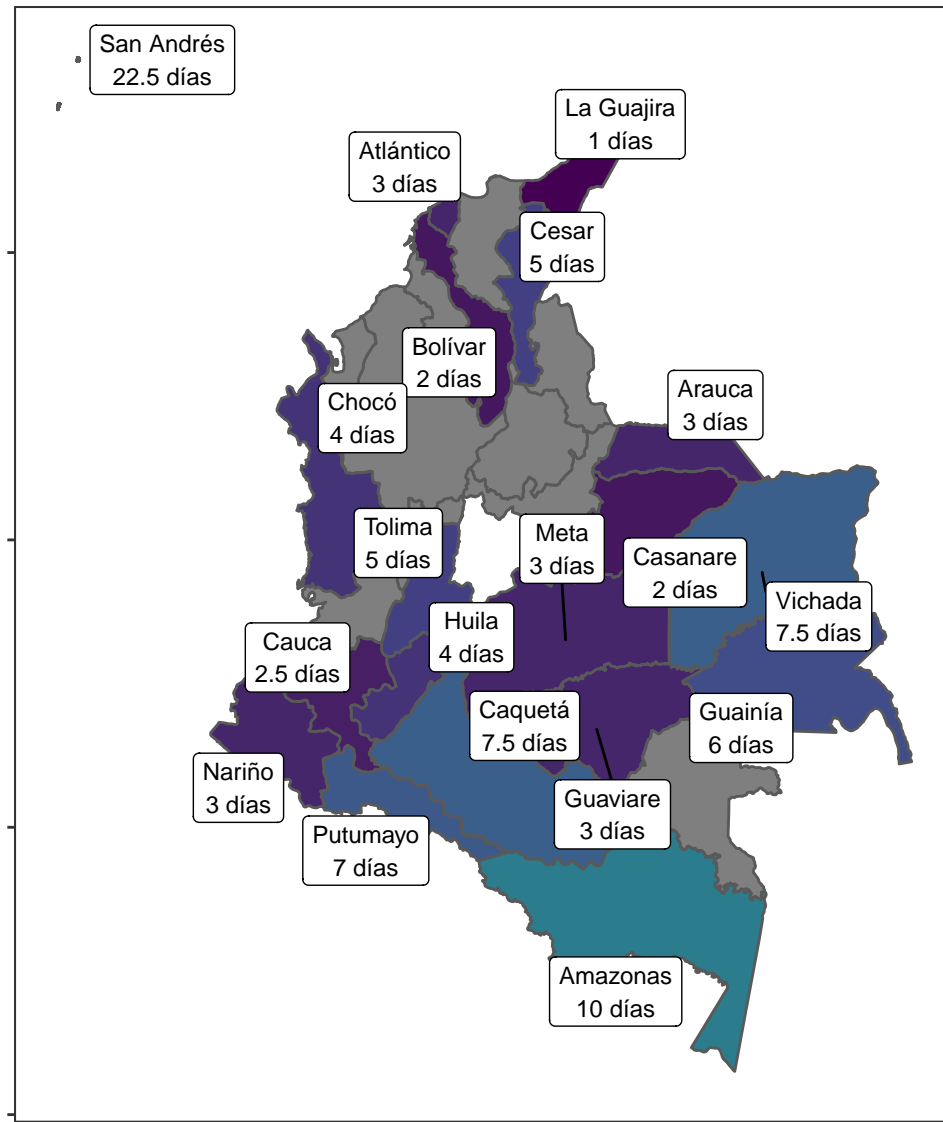 San Andrés
22.5 días
La Guajira
1 días
Atlántico
3 días
Cesar
5 días
Bolívar
2 días
Chocó
4 días
Arauca
3 días
Tolima
5 días
Meta
3 días
Casanare
2 días
Vichada
7.5 días
Huila
4 días
Cauca
2.5 días
Caquetá
7.5 días
Guainía
6 días
Nariño
3 días
Guaviare
3 días
Putumayo
7 días
Amazonas
10 días